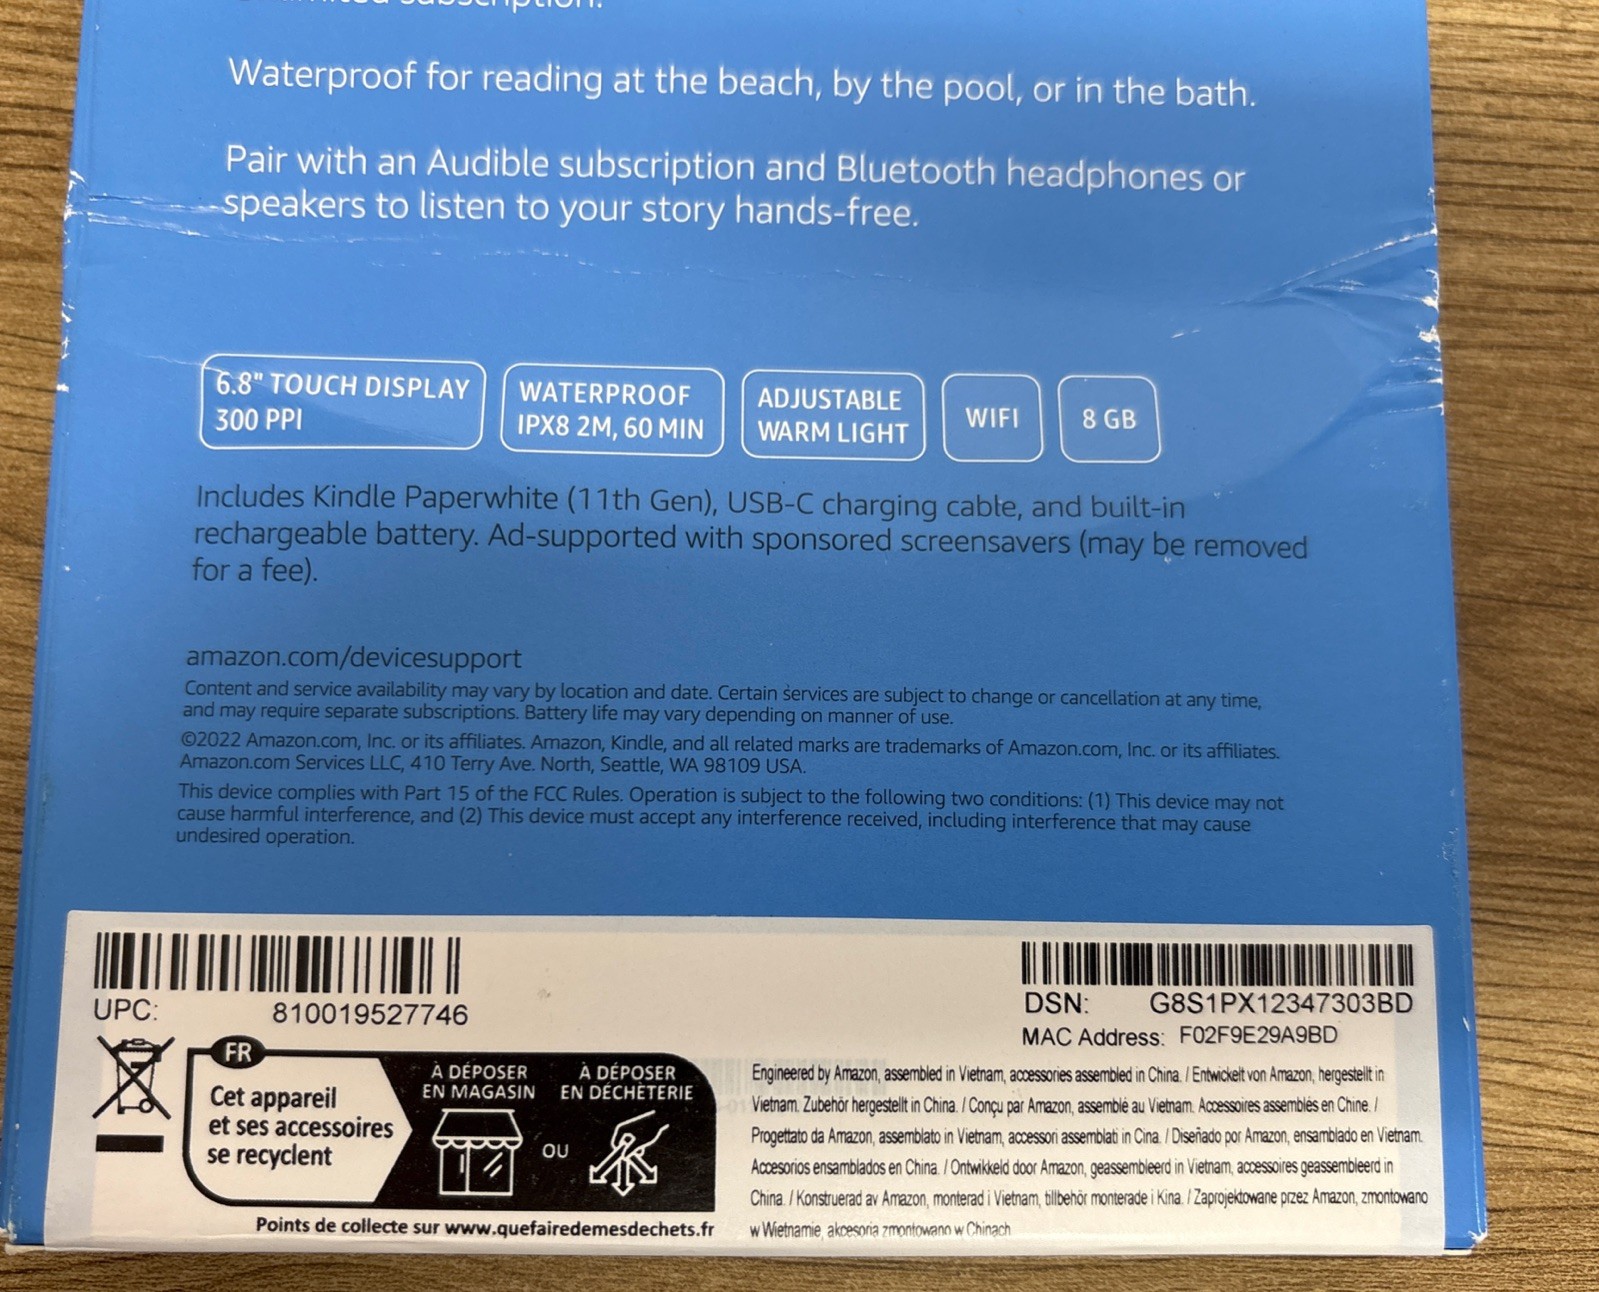 subscription.
Waterproof for reading at the beach, by the pool, or in the bath.
Pair with an Audible subscription and Bluetooth headphones or
speakers to listen to your story hands-free.
6.8" TOUCH DISPLAY
300 PPI
WATERPROOF
IPX8 2M, 60 MIN
ADJUSTABLE
WARM LIGHT
WIFI
8 GB
Includes Kindle Paperwhite (11th Gen), USB-C charging cable, and built-in
rechargeable battery. Ad-supported with sponsored screensavers (may be removed
for a fee).
amazon.com/devicesupport
Content and service availability may vary by location and date. Certain services are subject to change or cancellation at any time,
and may require separate subscriptions. Battery life may vary depending on manner of use.
©2022 Amazon.com, Inc. or its affiliates. Amazon, Kindle, and all related marks are trademarks of Amazon.com, Inc. or its affiliates.
Amazon.com Services LLC, 410 Terry Ave. North, Seattle, WA 98109 USA.
This device complies with Part 15 of the FCC Rules. Operation is subject to the following two conditions: (1) This device may not
cause harmful interference, and (2) This device must accept any interference received, including interference that may cause
undesired operation.
UPC: 810019527746
DSN: G8S1PX12347303BD
MAC Address: F02F9E29A9BD
FR
Cet appareil
et ses accessoires
se recyclent
À DÉPOSER
EN MAGASIN
OU
À DÉPOSER
EN DÉCHÈTERIE
Points de collecte sur www.quefairedemesdechets.fr
Engineered by Amazon, assembled in Vietnam, accessories assembled in China. / Entwickelt von Amazon, hergestellt in
Vietnam. Zubehör hergestellt in China. / Conçu par Amazon, assemblé au Vietnam. Accessoires assemblés en Chine. /
Progettato da Amazon, assemblato in Vietnam, accessori assemblati in Cina. / Diseñado por Amazon, ensamblado en Vietnam.
Accesorios ensamblados en China. / Ontwikkeld door Amazon, geassembleerd in Vietnam, accessoires geassembleerd in
China. / Konstruerad av Amazon, monterad i Vietnam, tillbehör monterade i Kina. / Zaprojektowane przez Amazon, zmontowano
w Wietnamie, akcesoria zmontowano w Chinach